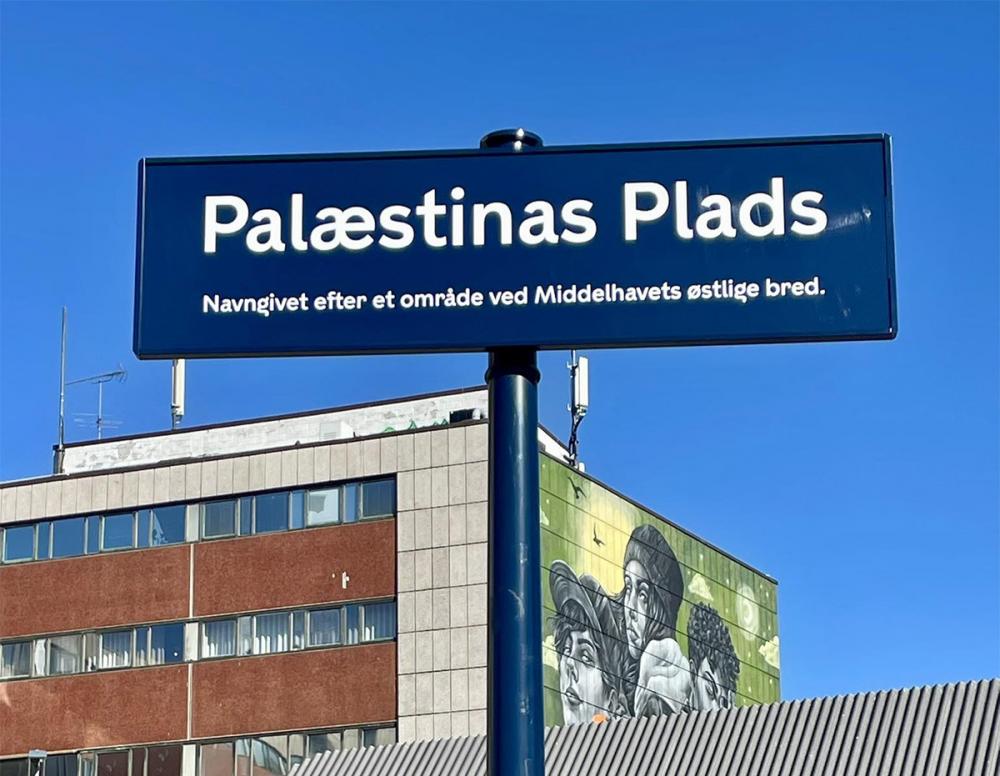 Palæstinas Plads
Navngivet efter et område ved Middelhavets østlige bred.